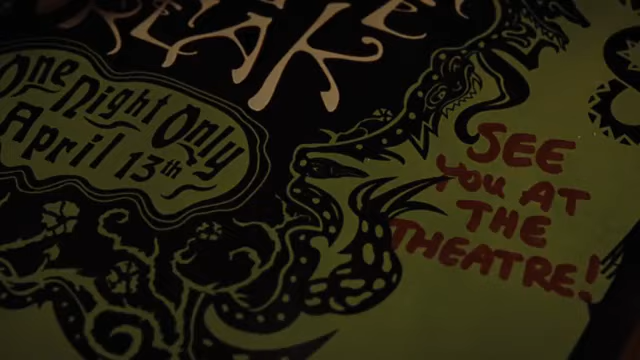 One Night Only
April 13th
SEE
YOU AT
THE
THEATRE!